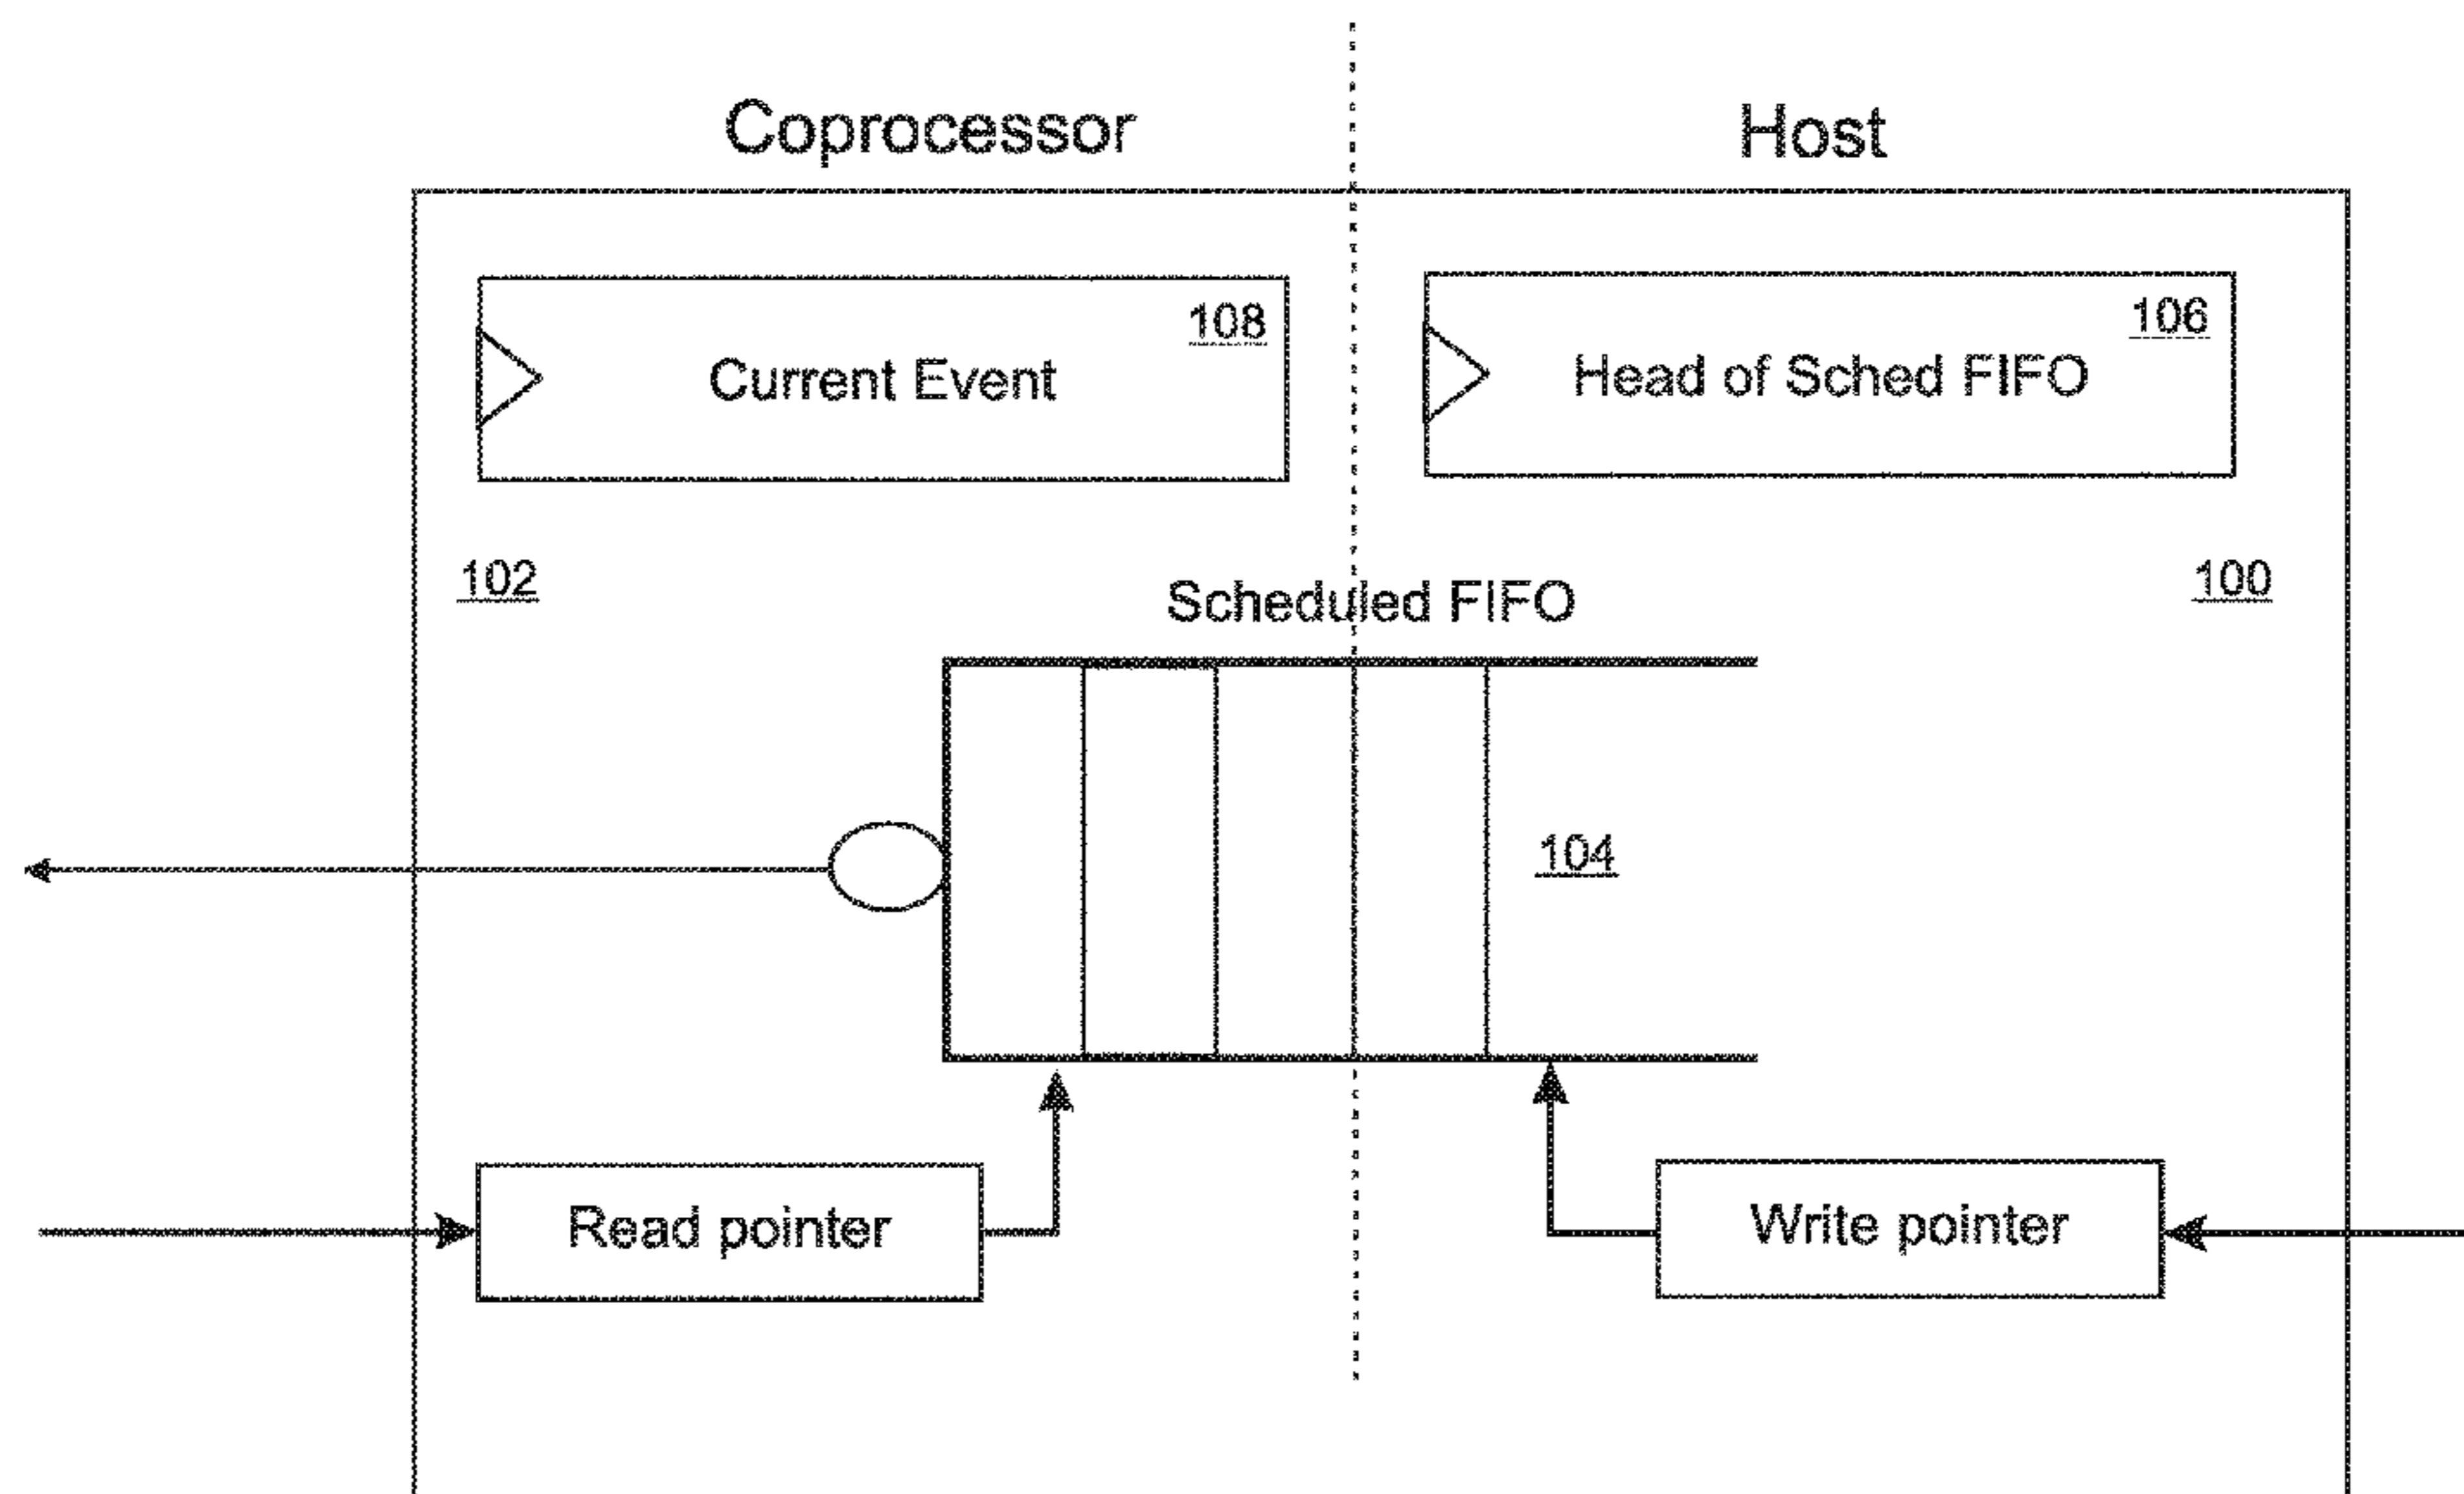 Coprocessor
Host
108
Current Event
106
Head of Sched FIFO
102
100
Scheduled FIFO
104
Read pointer
Write pointer